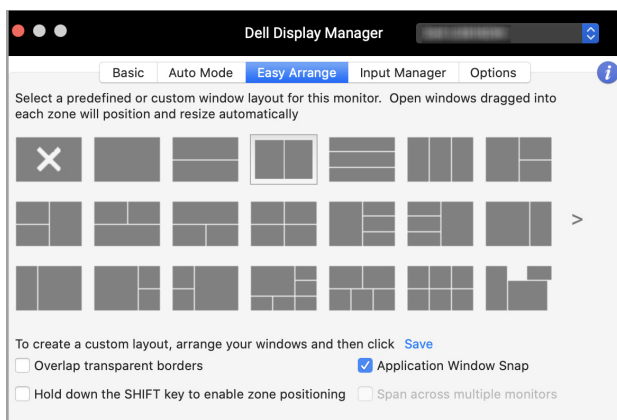 Dell Display Manager
Basic Auto Mode Easy Arrange Input Manager Options
Select a predefined or custom window layout for this monitor.  Open windows dragged into
each zone will position and resize automatically
>
To create a custom layout, arrange your windows and then click Save
Overlap transparent borders
Application Window Snap
Hold down the SHIFT key to enable zone positioning
Span across multiple monitors